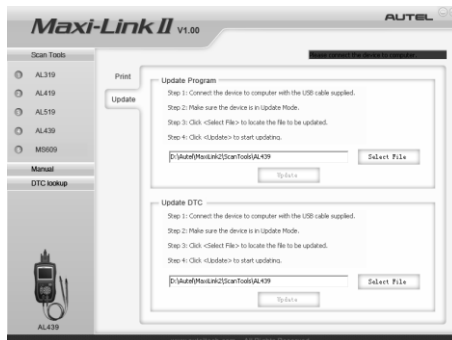 Maxi-Link II V1.00
AUTEL
Please connect the device to computer.
Scan Tools
AL319
AL419
AL519
AL439
MS609
Manual
DTC lookup
AL439
Print
Update
Update Program
Step 1: Connect the device to computer with the USB cable supplied.
Step 2: Make sure the device is in Update Mode.
Step 3: Click <Select File> to locate the file to be updated.
Step 4: Click <Update> to start updating.
D:\Autel\MaxiLink2\ScanTools\AL439
Select File
Update
Update DTC
Step 1: Connect the device to computer with the USB cable supplied.
Step 2: Make sure the device is in Update Mode.
Step 3: Click <Select File> to locate the file to be updated.
Step 4: Click <Update> to start updating.
D:\Autel\MaxiLink2\ScanTools\AL439
Select File
Update